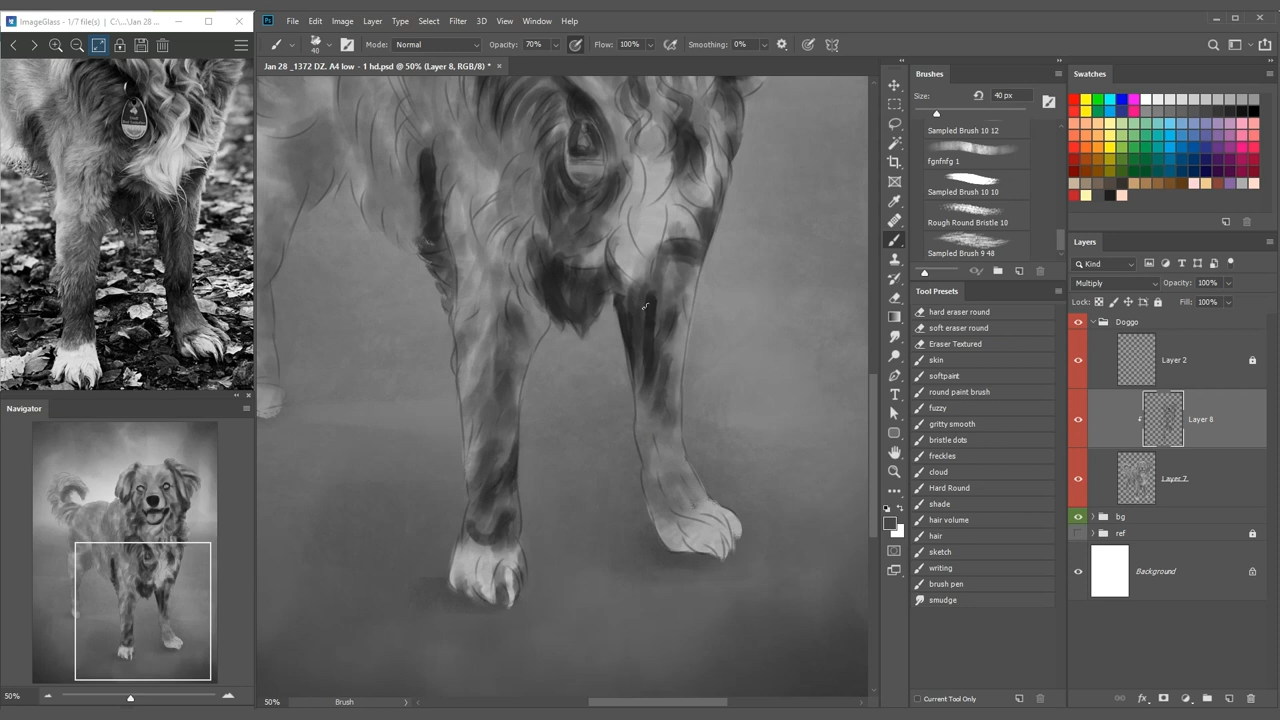 ImageGlass - 1/7 file(s) | C:\...\Jan 28 ...
File Edit Image Layer Type Select Filter 3D View Window Help
40
Mode: Normal Opacity: 70% Flow: 100% Smoothing: 0%
Jan 28 _1372 DZ. A4 low - 1 hd.psd @ 50% (Layer 8, RGB/8) *
Brushes
Size: 40 px
Sampled Brush 10 12
fgnfnfg 1
Sampled Brush 10 10
Rough Round Bristle 10
Sampled Brush 9 48
Tool Presets
hard eraser round
soft eraser round
Eraser Textured
skin
softpaint
round paint brush
fuzzy
gritty smooth
bristle dots
freckles
cloud
Hard Round
shade
hair volume
hair
sketch
writing
brush pen
smudge
Current Tool Only
Swatches
Layers
Kind
Multiply Opacity: 100%
Lock: Fill: 100%
Doggo
Layer 2
Layer 8
Layer 7
bg
ref
Background
Navigator
50%
50% Brush